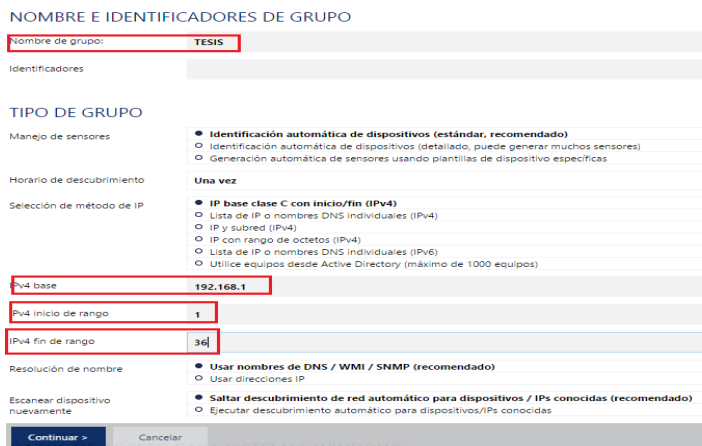 NOMBRE E IDENTIFICADORES DE GRUPO
Nombre de grupo: TESIS
Identificadores
TIPO DE GRUPO
Manejo de sensores Identificación automática de dispositivos (estándar, recomendado)
Identificación automática de dispositivos (detallado, puede generar muchos sensores)
Generación automática de sensores usando plantillas de dispositivo específicas
Horario de descubrimiento Una vez
Selección de método de IP IP base clase C con inicio/fin (IPv4)
Lista de IP o nombres DNS individuales (IPv4)
IP y subred (IPv4)
IP con rango de octetos (IPv4)
Lista de IP o nombres DNS individuales (IPv6)
Utilice equipos desde Active Directory (máximo de 1000 equipos)
IPv4 base 192.168.1
IPv4 inicio de rango 1
IPv4 fin de rango 36
Resolución de nombre Usar nombres de DNS / WMI / SNMP (recomendado)
Usar direcciones IP
Escanear dispositivo nuevamente Saltar descubrimiento de red automático para dispositivos / IPs conocidas (recomendado)
Ejecutar descubrimiento automático para dispositivos/IPs conocidas
Continuar > Cancelar